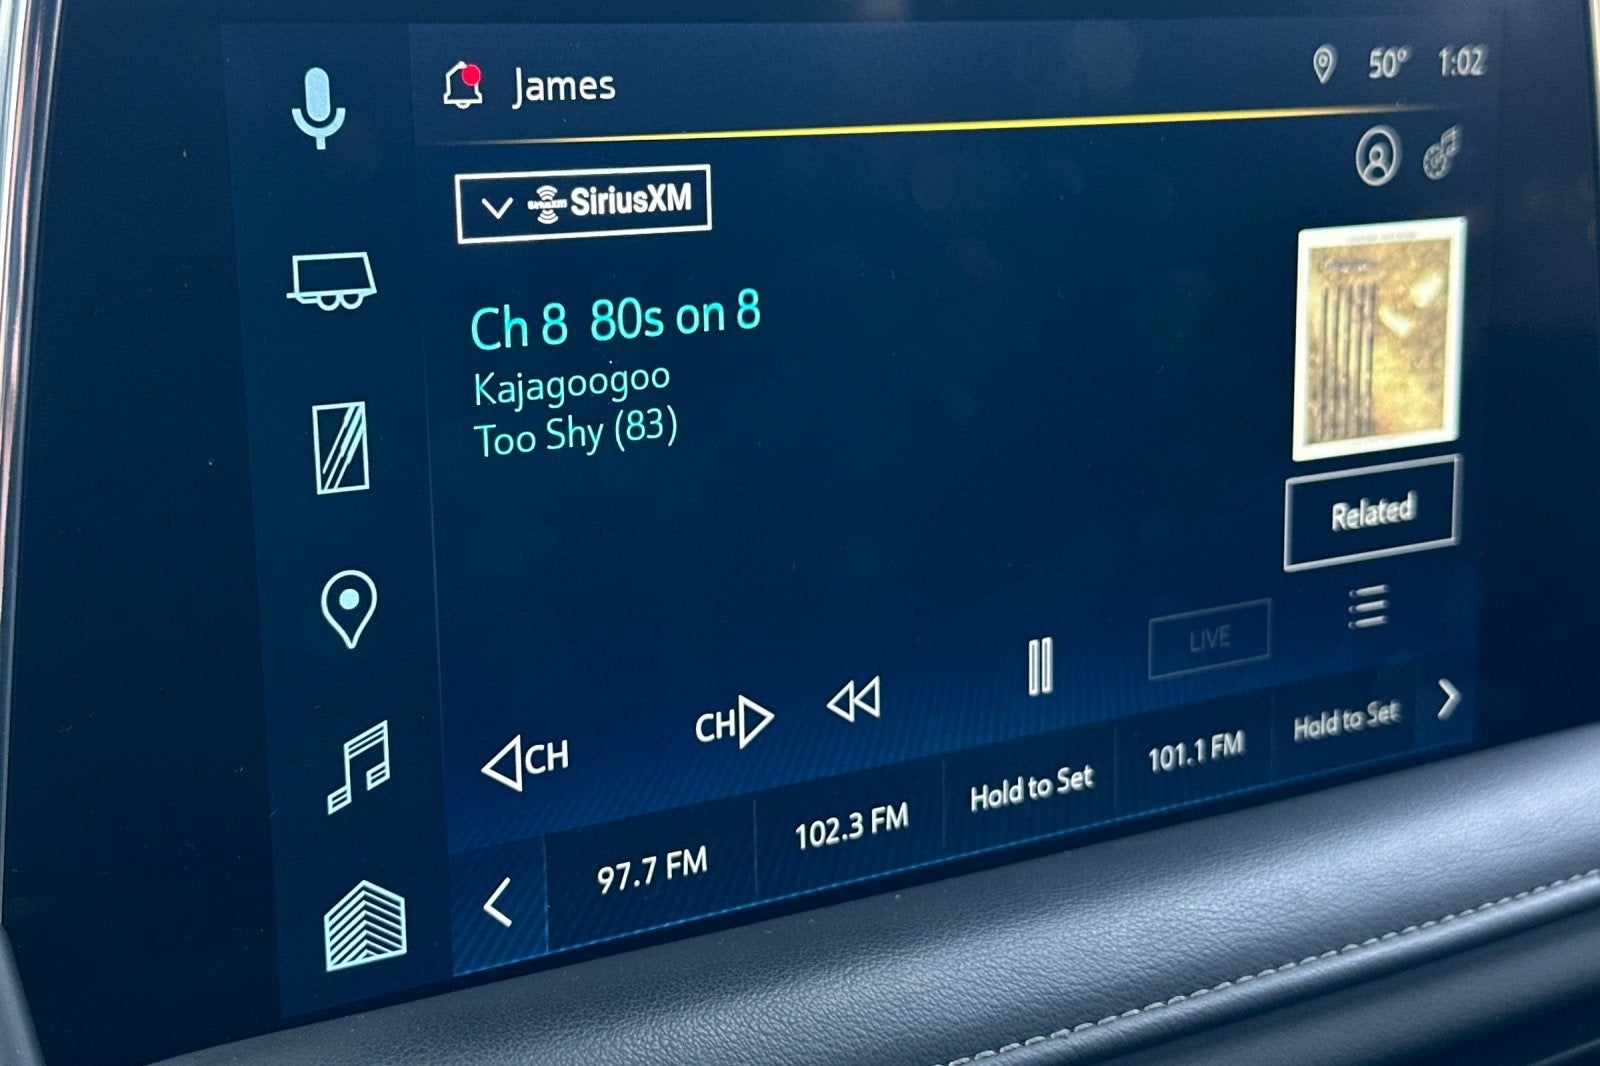 James
50° 1:02
SiriusXM SiriusXM
Ch 8 80s on 8
Kajagoogoo
Too Shy (83)
Related
LIVE
CH CH
97.7 FM 102.3 FM Hold to Set 101.1 FM Hold to Set